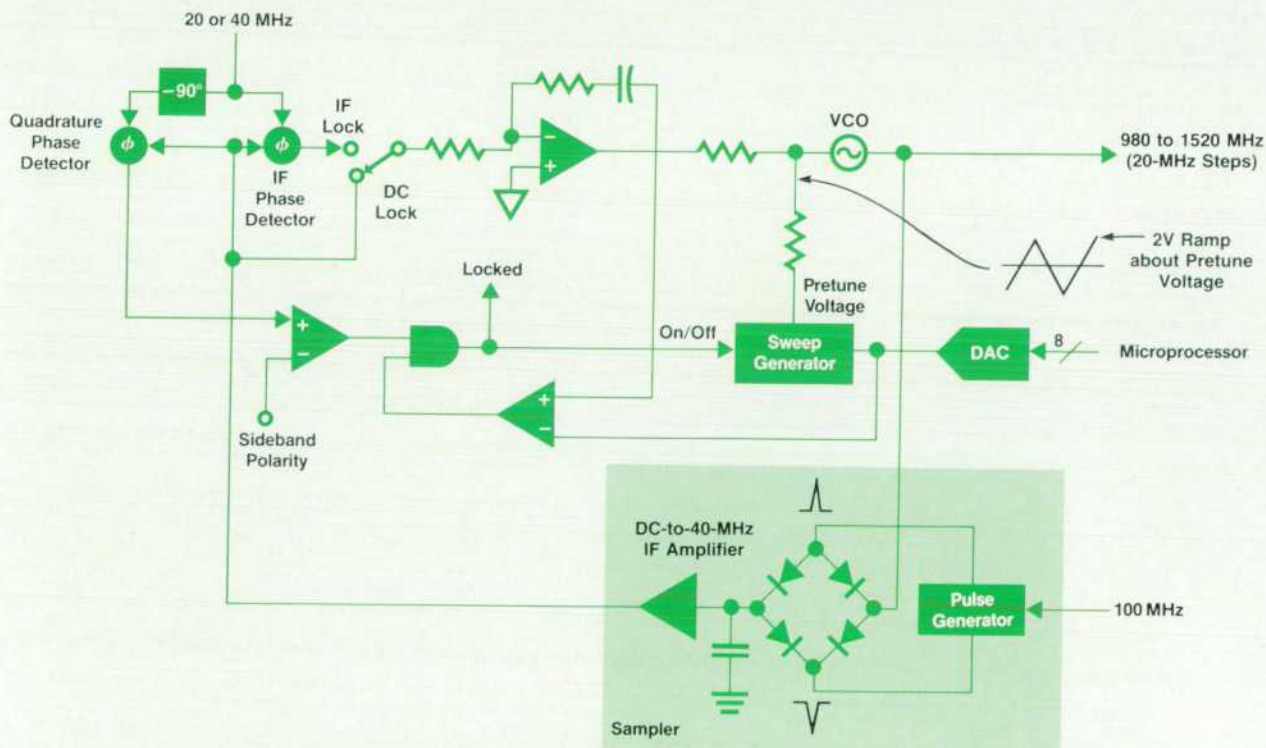 20 or 40 MHz
−90°
Quadrature
Phase
Detector
ϕ
ϕ
IF
Lock
IF
Phase
Detector
DC
Lock
−
+
VCO
980 to 1520 MHz
(20-MHz Steps)
2V Ramp
about Pretune
Voltage
Locked
Pretune
Voltage
+
−
On/Off
Sweep
Generator
DAC
8
Microprocessor
+
−
Sideband
Polarity
DC-to-40-MHz
IF Amplifier
Pulse
Generator
100 MHz
Sampler